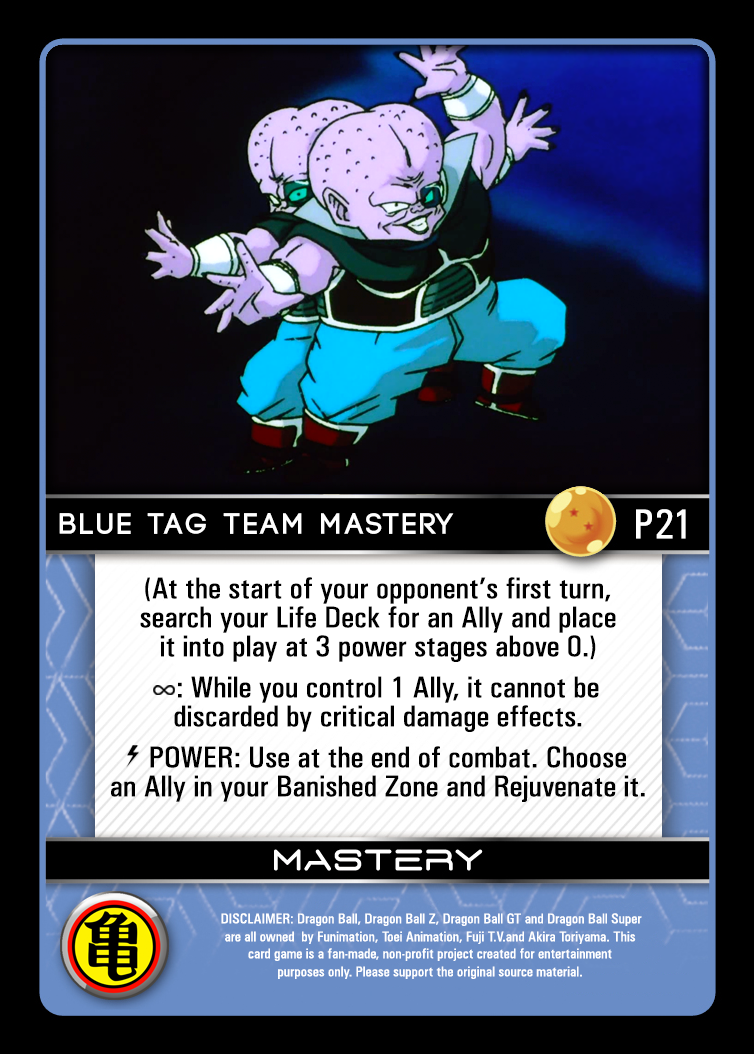 BLUE TAG TEAM MASTERY
P21
(At the start of your opponent's first turn,
search your Life Deck for an Ally and place
it into play at 3 power stages above 0.)
∞: While you control 1 Ally, it cannot be
discarded by critical damage effects.
POWER: Use at the end of combat. Choose
an Ally in your Banished Zone and Rejuvenate it.
MASTERY
亀
DISCLAIMER: Dragon Ball, Dragon Ball Z, Dragon Ball GT and Dragon Ball Super
are all owned by Funimation, Toei Animation, Fuji T.V.and Akira Toriyama. This
card game is a fan-made, non-profit project created for entertainment
purposes only. Please support the original source material.